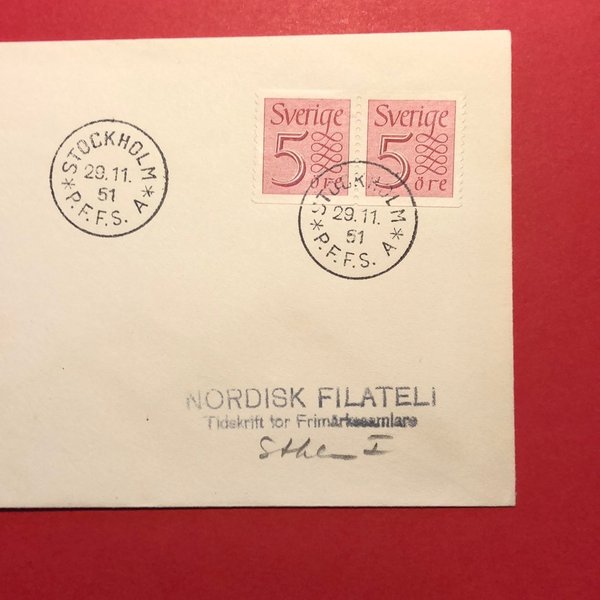 STOCKHOLM
29.11.
51
* P.F.F.S. A *
Sverige
5
öre
Sverige
5
öre
STOCKHOLM
29.11.
51
* P.F.F.S. A *
NORDISK FILATELI
Tidskrift för Frimärkssamlare
Sthlm I